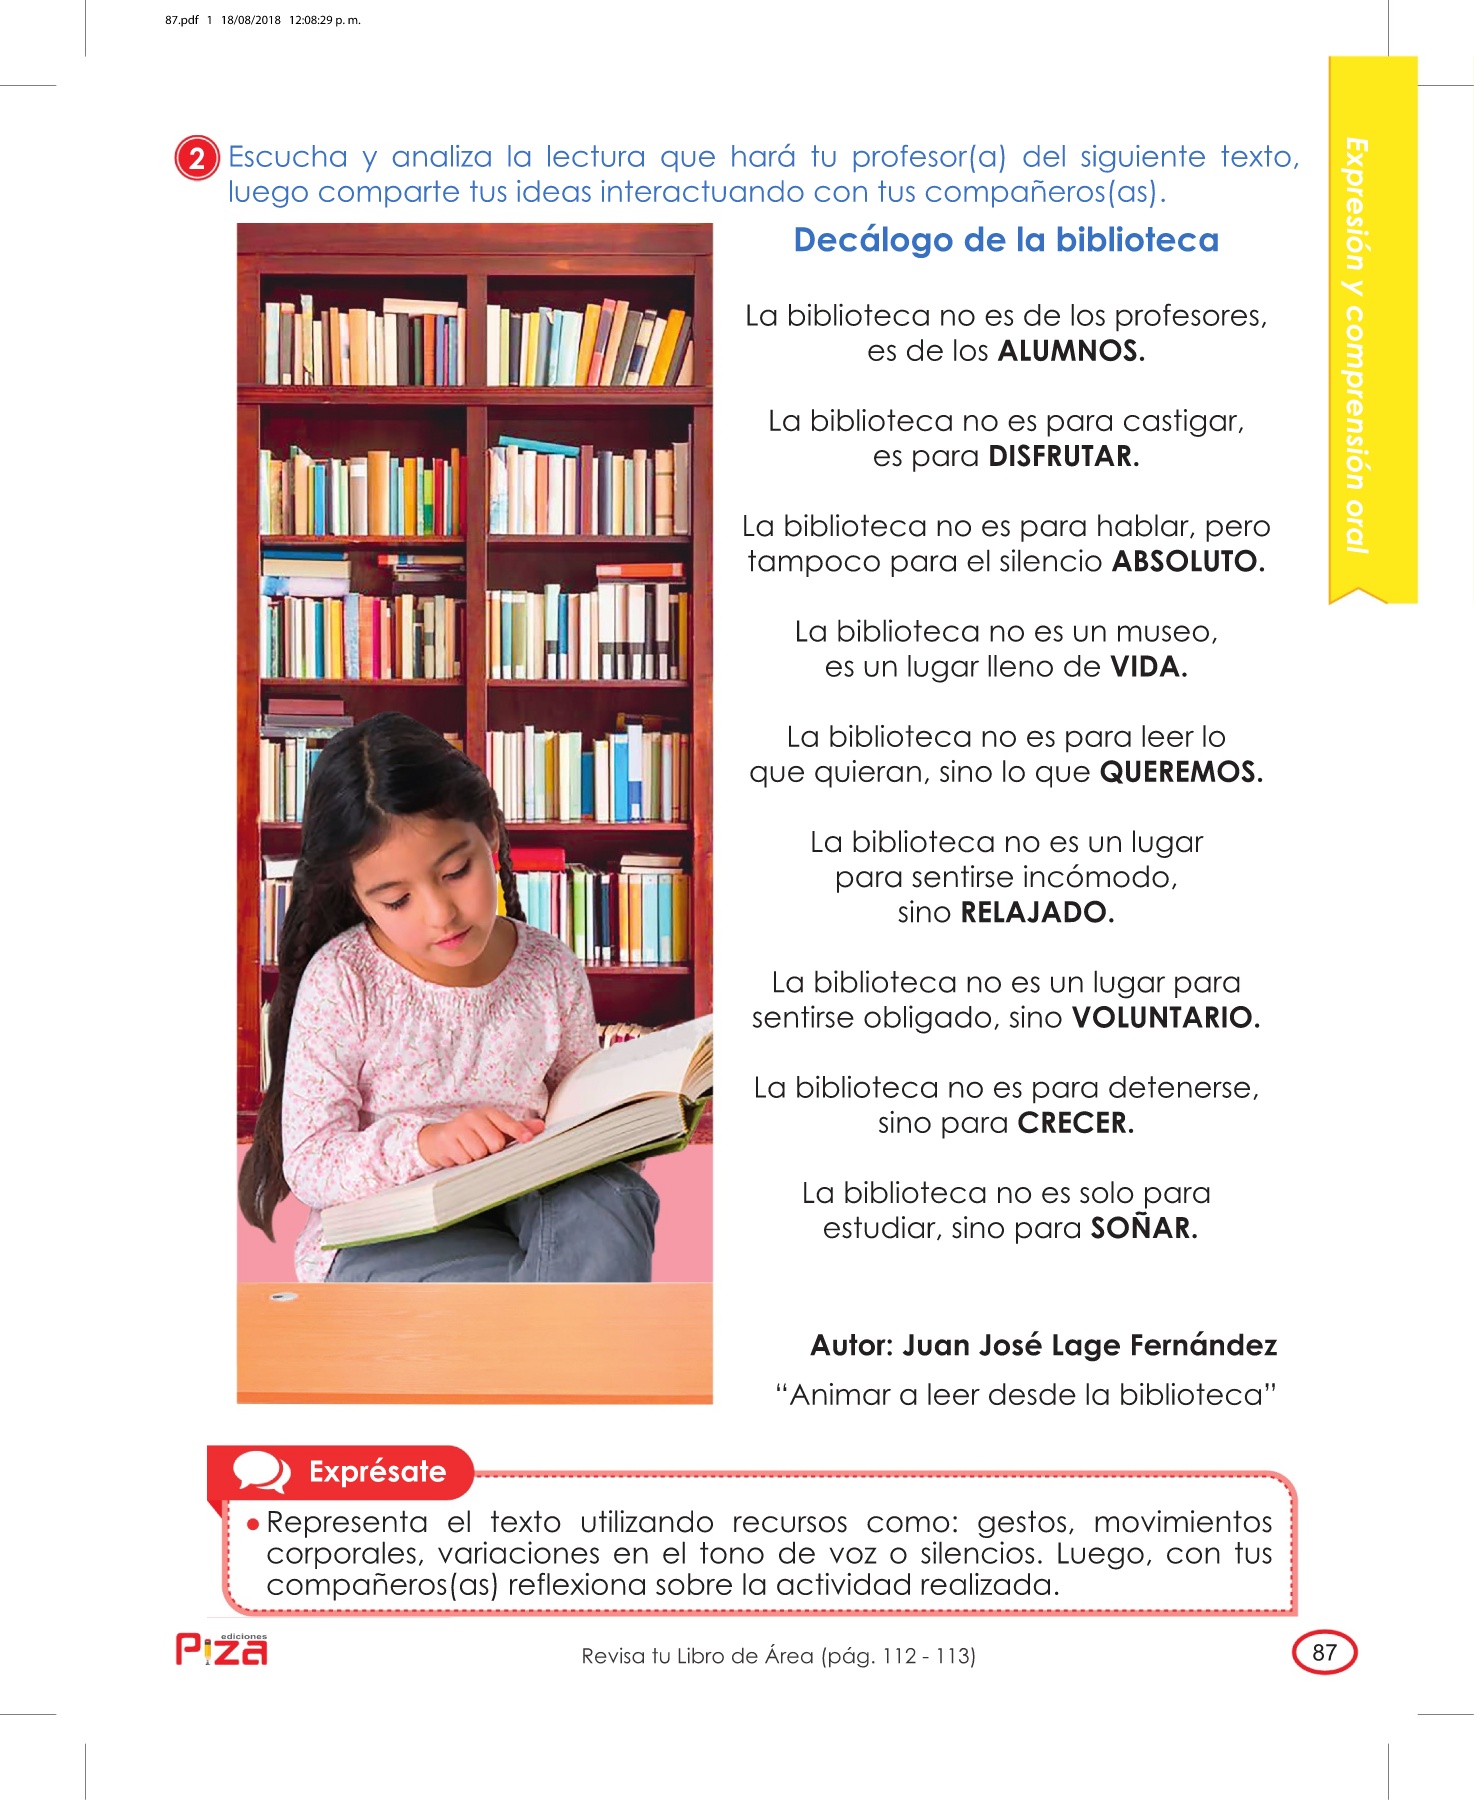 87.pdf 1 18/08/2018 12:08:29 p. m.
2 Escucha y analiza la lectura que hará tu profesor(a) del siguiente texto,
luego comparte tus ideas interactuando con tus compañeros(as).
Expresión y comprensión oral
Decálogo de la biblioteca
La biblioteca no es de los profesores,
es de los ALUMNOS.
La biblioteca no es para castigar,
es para DISFRUTAR.
La biblioteca no es para hablar, pero
tampoco para el silencio ABSOLUTO.
La biblioteca no es un museo,
es un lugar lleno de VIDA.
La biblioteca no es para leer lo
que quieran, sino lo que QUEREMOS.
La biblioteca no es un lugar
para sentirse incómodo,
sino RELAJADO.
La biblioteca no es un lugar para
sentirse obligado, sino VOLUNTARIO.
La biblioteca no es para detenerse,
sino para CRECER.
La biblioteca no es solo para
estudiar, sino para SOÑAR.
Autor: Juan José Lage Fernández
“Animar a leer desde la biblioteca”
Exprésate
• Representa el texto utilizando recursos como: gestos, movimientos
corporales, variaciones en el tono de voz o silencios. Luego, con tus
compañeros(as) reflexiona sobre la actividad realizada.
ediciones
Piza
Revisa tu Libro de Área (pág. 112 - 113)
87